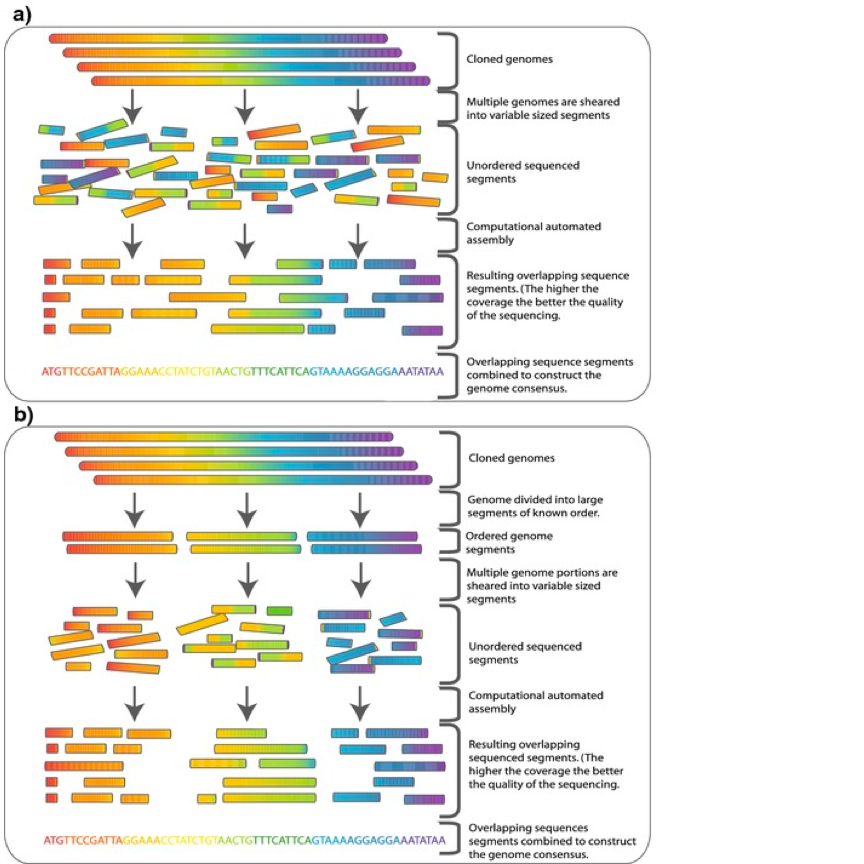 a)
Cloned genomes
Multiple genomes are sheared
into variable sized segments
Unordered sequenced
segments
Computational automated
assembly
Resulting overlapping sequence
segments. (The higher the
coverage the better the quality
of the sequencing.
ATGTTCCGATTAGGAAACCTATCTGTAACTGTTTCATTCAGTAAAAGGAGGAAATATAA
Overlapping sequence segments
combined to construct the
genome consensus.
b)
Cloned genomes
Genome divided into large
segments of known order.
Ordered genome
segments
Multiple genome portions are
sheared into variable sized
segments
Unordered sequenced
segments
Computational automated
assembly
Resulting overlapping
sequenced segments. (The
higher the coverage the better
the quality of the sequencing.
ATGTTCCGATTAGGAAACCTATCTGTAACTGTTTCATTCAGTAAAAGGAGGAAATATAA
Overlapping sequences
segments combined to construct
the genome consensus.